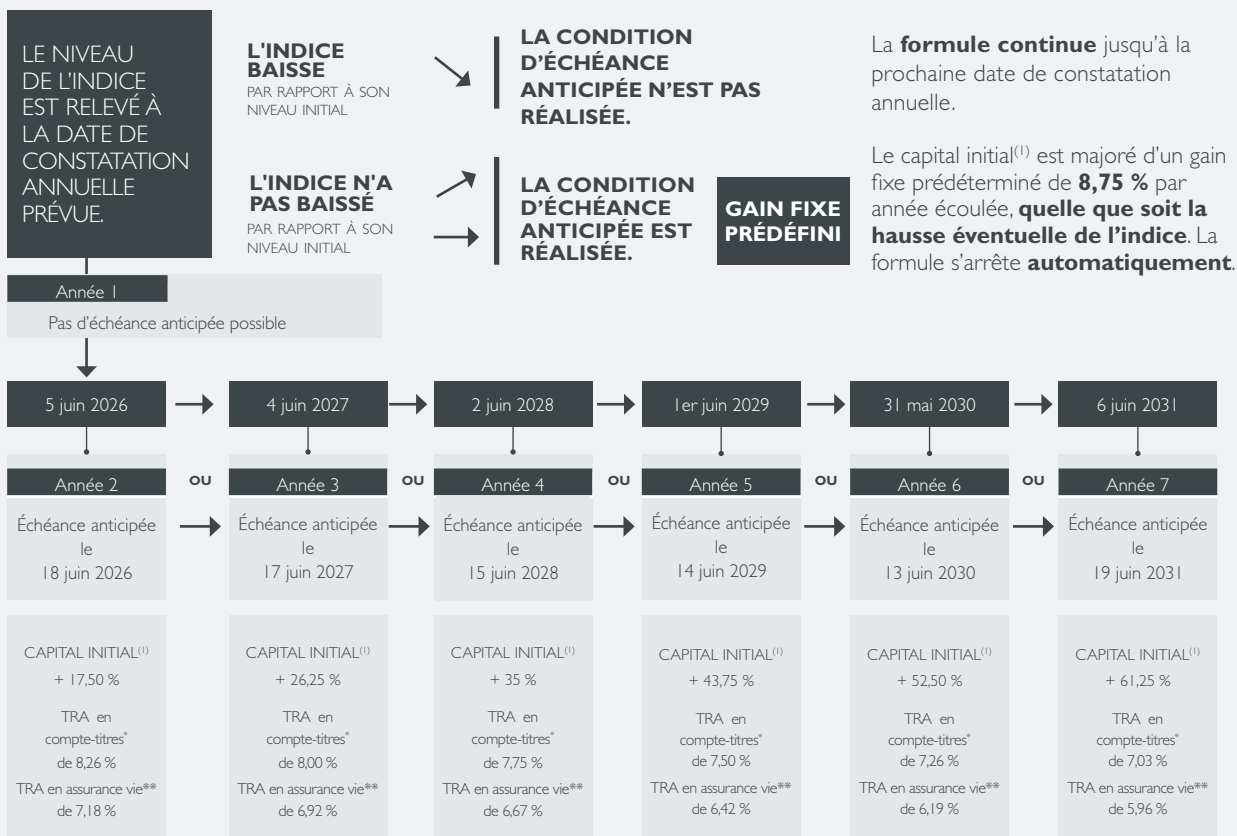 LE NIVEAU
DE L'INDICE
EST RELEVÉ À
LA DATE DE
CONSTATATION
ANNUELLE
PRÉVUE.
L'INDICE
BAISSE
PAR RAPPORT À SON
NIVEAU INITIAL
LA CONDITION
D'ÉCHÉANCE
ANTICIPÉE N'EST PAS
RÉALISÉE.
La formule continue jusqu'à la
prochaine date de constatation
annuelle.
L'INDICE N'A
PAS BAISSÉ
PAR RAPPORT À SON
NIVEAU INITIAL
LA CONDITION
D'ÉCHÉANCE
ANTICIPÉE EST
RÉALISÉE.
GAIN FIXE
PRÉDÉFINI
Le capital initial(1) est majoré d'un gain
fixe prédéterminé de 8,75 % par
année écoulée, quelle que soit la
hausse éventuelle de l'indice. La
formule s'arrête automatiquement.
Année 1
Pas d'échéance anticipée possible
5 juin 2026
4 juin 2027
2 juin 2028
1er juin 2029
31 mai 2030
6 juin 2031
Année 2
OU
Année 3
OU
Année 4
OU
Année 5
OU
Année 6
OU
Année 7
Échéance anticipée
le
18 juin 2026
Échéance anticipée
le
17 juin 2027
Échéance anticipée
le
15 juin 2028
Échéance anticipée
le
14 juin 2029
Échéance anticipée
le
13 juin 2030
Échéance anticipée
le
19 juin 2031
CAPITAL INITIAL(1)
+ 17,50 %
TRA en
compte-titres*
de 8,26 %
TRA en assurance vie**
de 7,18 %
CAPITAL INITIAL(1)
+ 26,25 %
TRA en
compte-titres*
de 8,00 %
TRA en assurance vie**
de 6,92 %
CAPITAL INITIAL(1)
+ 35 %
TRA en
compte-titres*
de 7,75 %
TRA en assurance vie**
de 6,67 %
CAPITAL INITIAL(1)
+ 43,75 %
TRA en
compte-titres*
de 7,50 %
TRA en assurance vie**
de 6,42 %
CAPITAL INITIAL(1)
+ 52,50 %
TRA en
compte-titres*
de 7,26 %
TRA en assurance vie**
de 6,19 %
CAPITAL INITIAL(1)
+ 61,25 %
TRA en
compte-titres*
de 7,03 %
TRA en assurance vie**
de 5,96 %